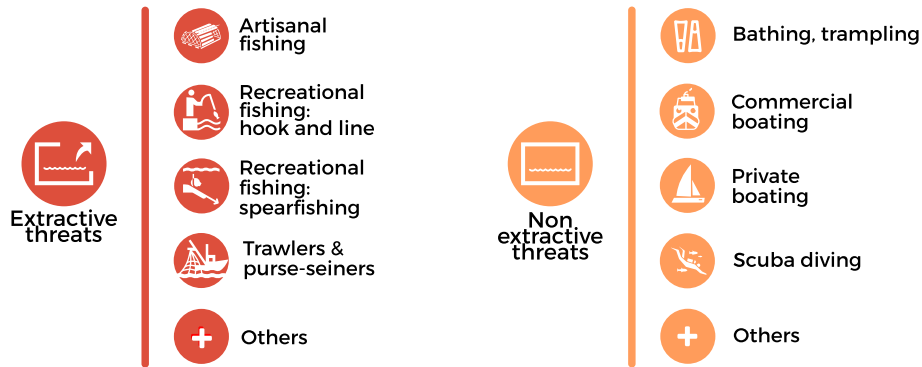 Extractive
threats
Artisanal
fishing
Recreational
fishing:
hook and line
Recreational
fishing:
spearfishing
Trawlers &
purse-seiners
Others
Non
extractive
threats
Bathing, trampling
Commercial
boating
Private
boating
Scuba diving
Others